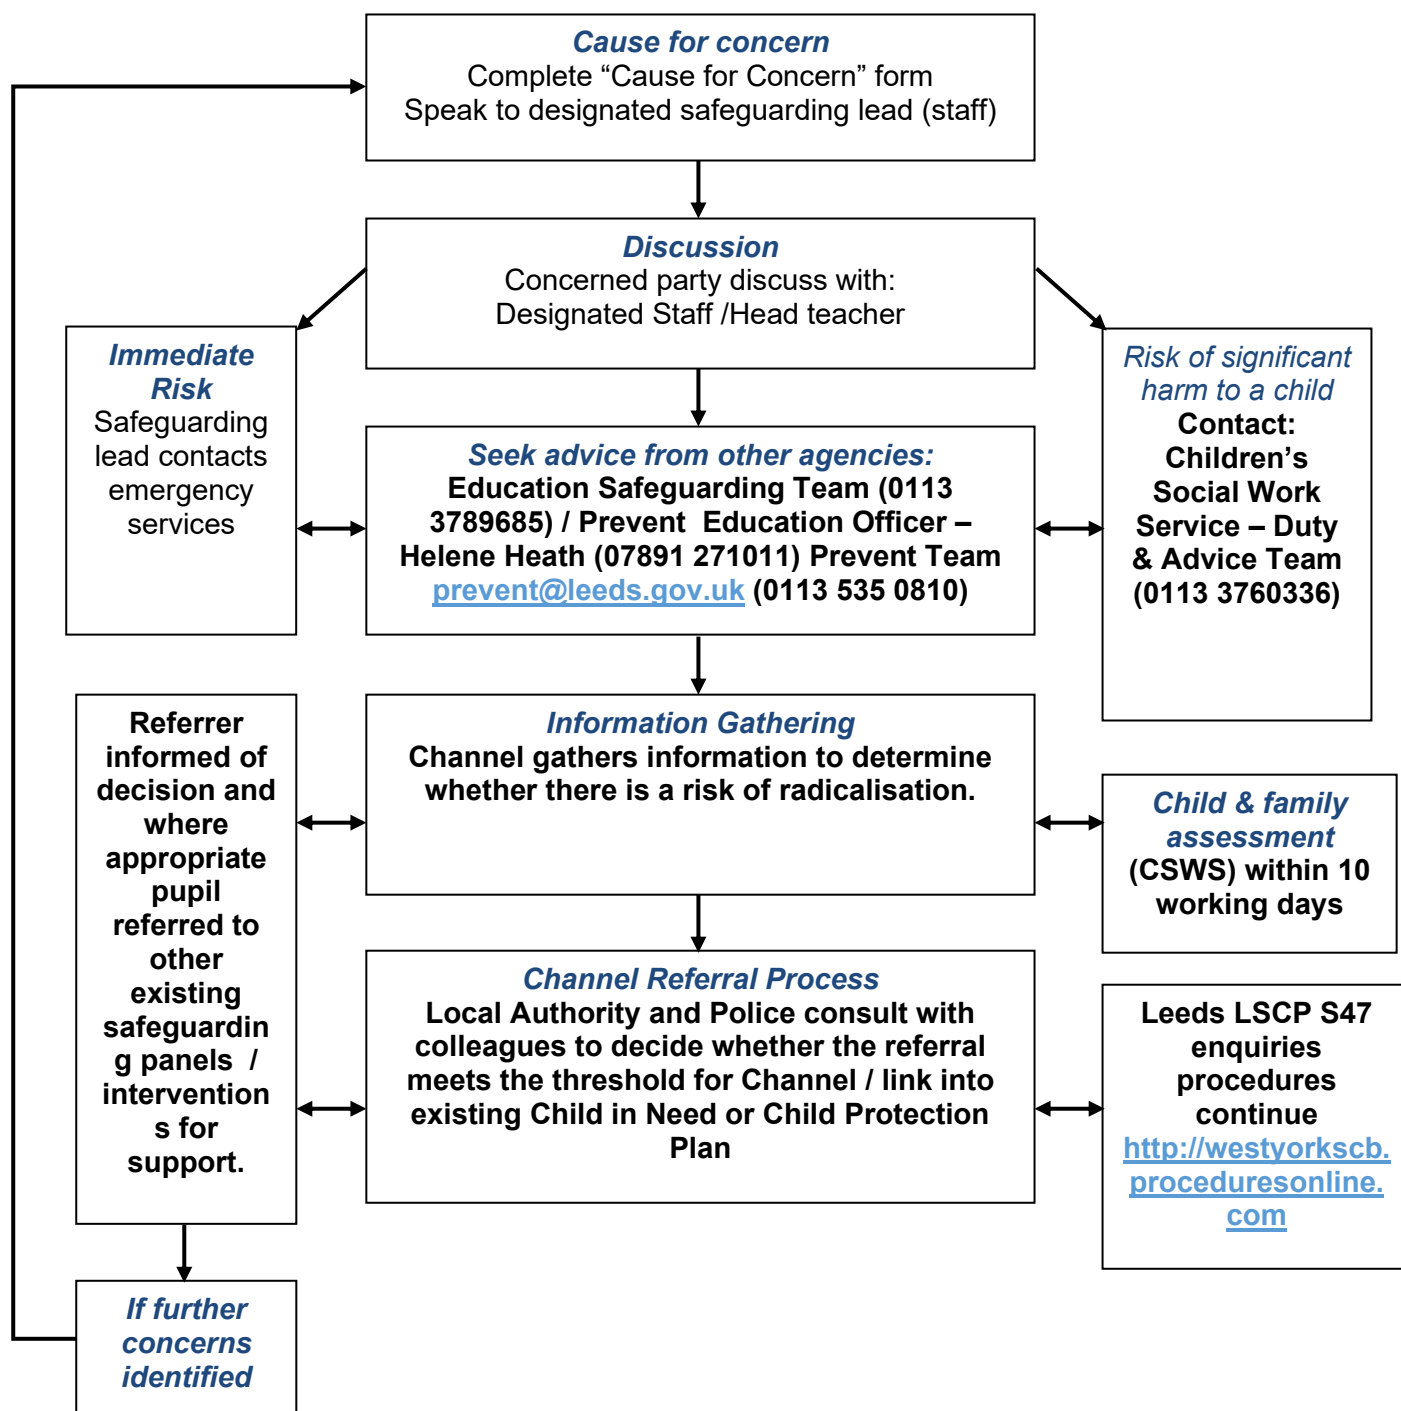 Cause for concern
Complete “Cause for Concern” form
Speak to designated safeguarding lead (staff)
Discussion
Concerned party discuss with:
Designated Staff /Head teacher
Immediate
Risk
Safeguarding
lead contacts
emergency
services
Seek advice from other agencies:
Education Safeguarding Team (0113
3789685) / Prevent  Education Officer –
Helene Heath (07891 271011) Prevent Team
prevent@leeds.gov.uk (0113 535 0810)
Risk of significant
harm to a child
Contact:
Children’s
Social Work
Service – Duty
& Advice Team
(0113 3760336)
Referrer
informed of
decision and
where
appropriate
pupil
referred to
other
existing
safeguardin
g panels  /
intervention
s for
support.
Information Gathering
Channel gathers information to determine
whether there is a risk of radicalisation.
Child & family
assessment
(CSWS) within 10
working days
Channel Referral Process
Local Authority and Police consult with
colleagues to decide whether the referral
meets the threshold for Channel / link into
existing Child in Need or Child Protection
Plan
Leeds LSCP S47
enquiries
procedures
continue
http://westyorkscb.
proceduresonline.
com
If further
concerns
identified